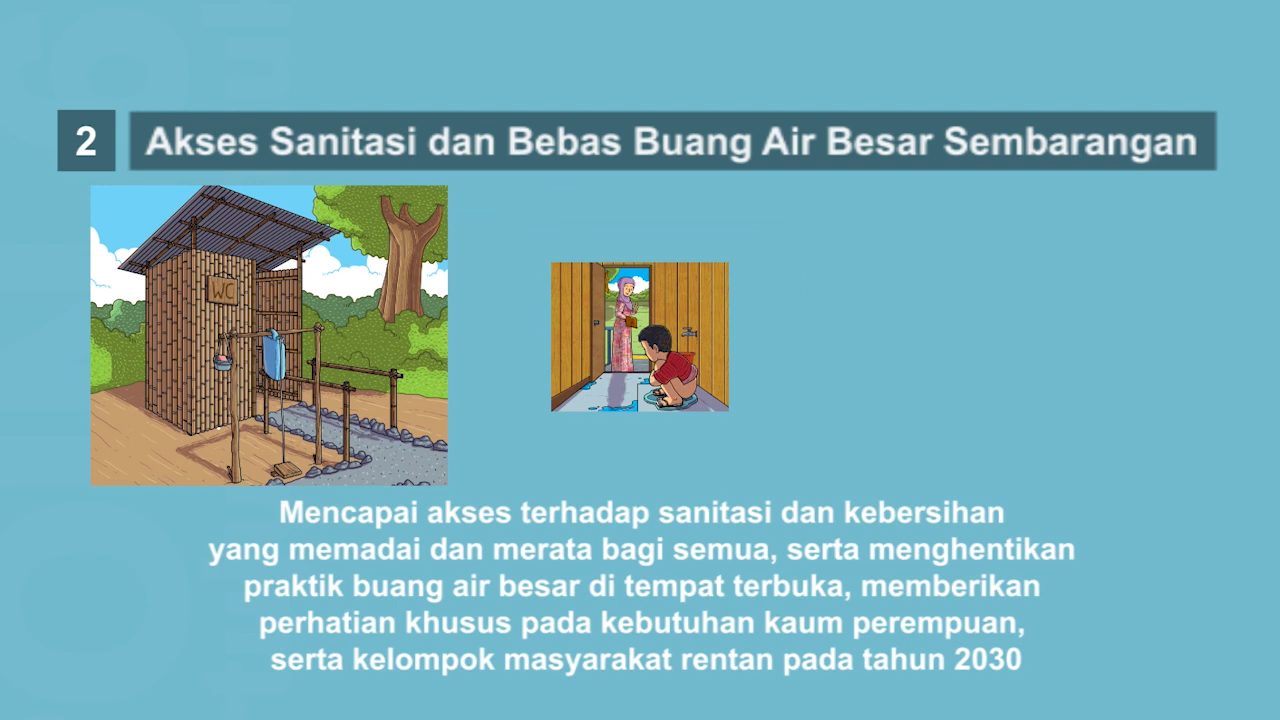 2
Akses Sanitasi dan Bebas Buang Air Besar Sembarangan
WC
Mencapai akses terhadap sanitasi dan kebersihan
yang memadai dan merata bagi semua, serta menghentikan
praktik buang air besar di tempat terbuka, memberikan
perhatian khusus pada kebutuhan kaum perempuan,
serta kelompok masyarakat rentan pada tahun 2030